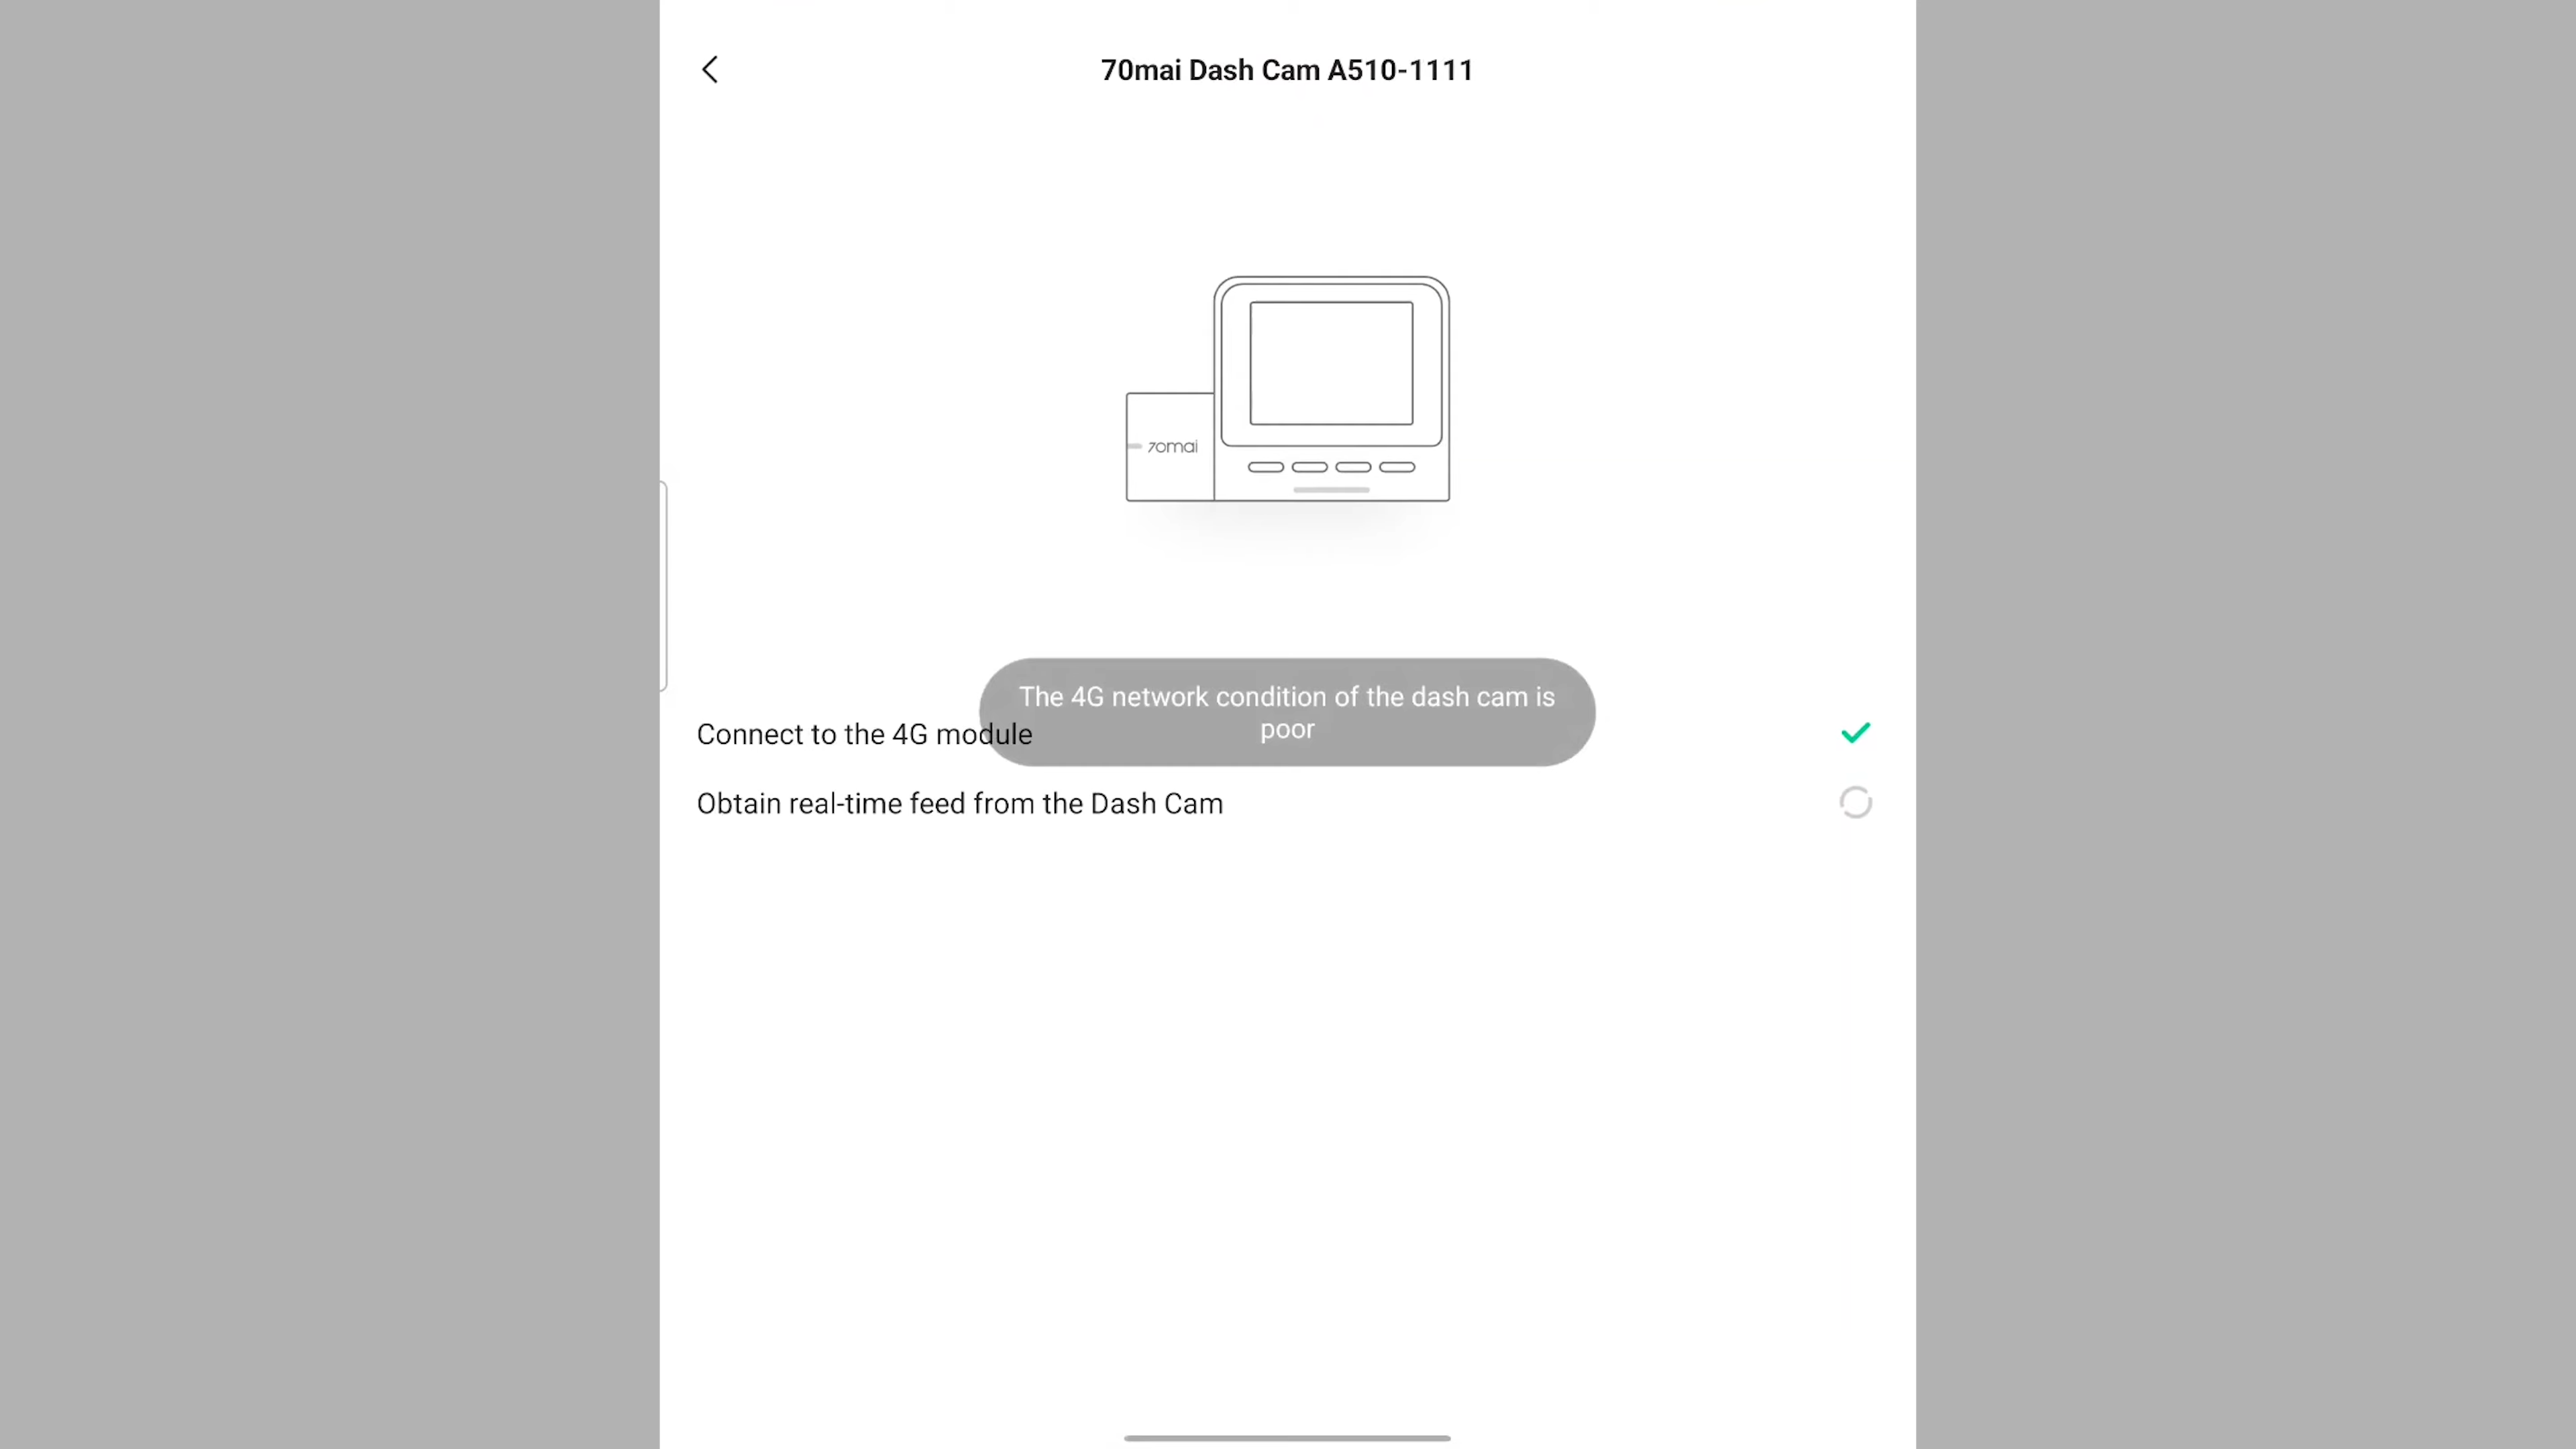 70mai Dash Cam A510-1111
70mai
The 4G network condition of the dash cam is
poor
Connect to the 4G module
Obtain real-time feed from the Dash Cam